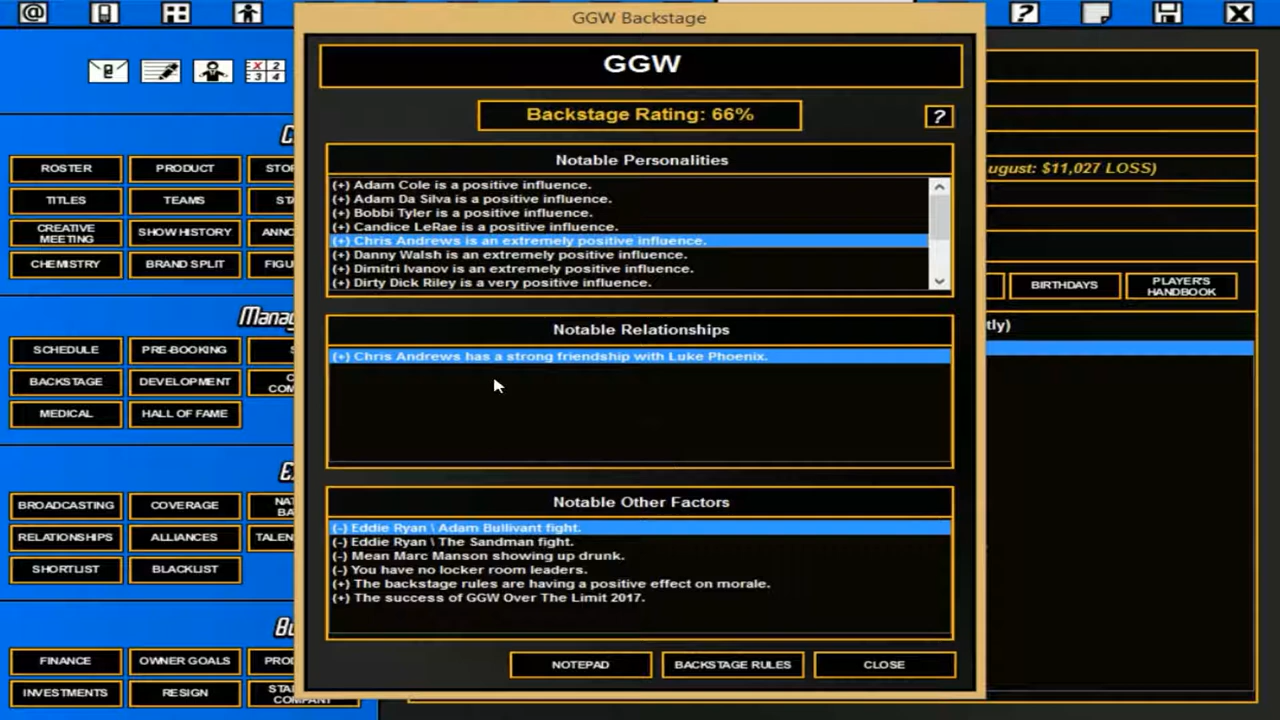 GGW Backstage
GGW
Backstage Rating: 66%
?
?
Notable Personalities
(+) Adam Cole is a positive influence.
(+) Adam Da Silva is a positive influence.
(+) Bobbi Tyler is a positive influence.
(+) Candice LeRae is a positive influence.
(+) Chris Andrews is an extremely positive influence.
(+) Danny Walsh is an extremely positive influence.
(+) Dimitri Ivanov is an extremely positive influence.
(+) Dirty Dick Riley is a very positive influence.
Notable Relationships
(+) Chris Andrews has a strong friendship with Luke Phoenix.
Notable Other Factors
(-) Eddie Ryan \ Adam Bullivant fight.
(-) Eddie Ryan \ The Sandman fight.
(-) Mean Marc Manson showing up drunk.
(-) You have no locker room leaders.
(+) The backstage rules are having a positive effect on morale.
(+) The success of GGW Over The Limit 2017.
NOTEPAD
BACKSTAGE RULES
CLOSE
ROSTER
PRODUCT
TITLES
TEAMS
CREATIVE
MEETING
SHOW HISTORY
CHEMISTRY
BRAND SPLIT
SCHEDULE
PRE-BOOKING
BACKSTAGE
DEVELOPMENT
MEDICAL
HALL OF FAME
BROADCASTING
COVERAGE
RELATIONSHIPS
ALLIANCES
SHORTLIST
BLACKLIST
FINANCE
OWNER GOALS
INVESTMENTS
RESIGN
COMPANY
ugust: $11,027 LOSS)
BIRTHDAYS
PLAYER'S
HANDBOOK
tly)